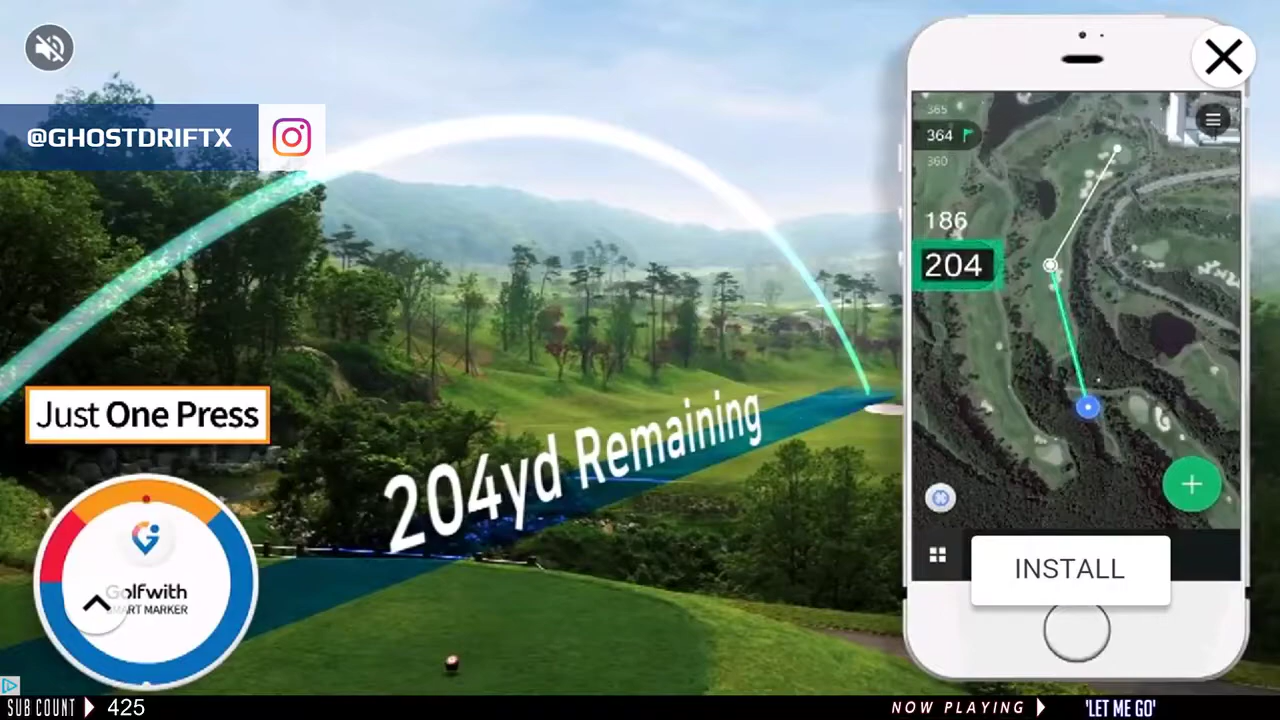 @GHOSTDRIFTX
365
364
360
186
204
Just One Press
204yd Remaining
Golfwith
ART MARKER
INSTALL
SUB COUNT 425
NOW PLAYING 'LET ME GO'